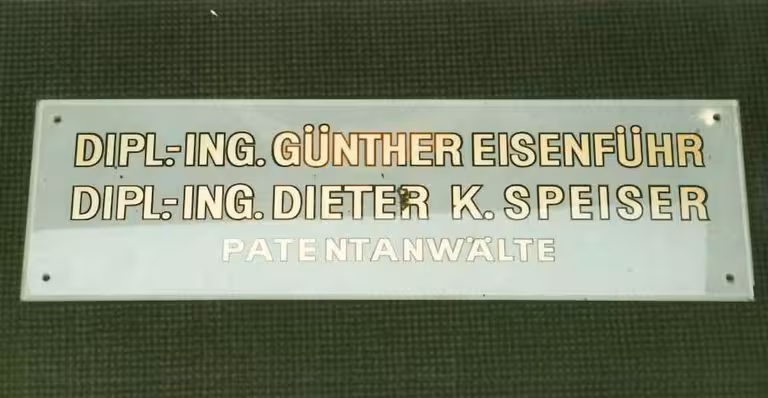 DIPL.-ING. GÜNTHER EISENFÜHR
DIPL.-ING. DIETER K. SPEISER
PATENTANWÄLTE